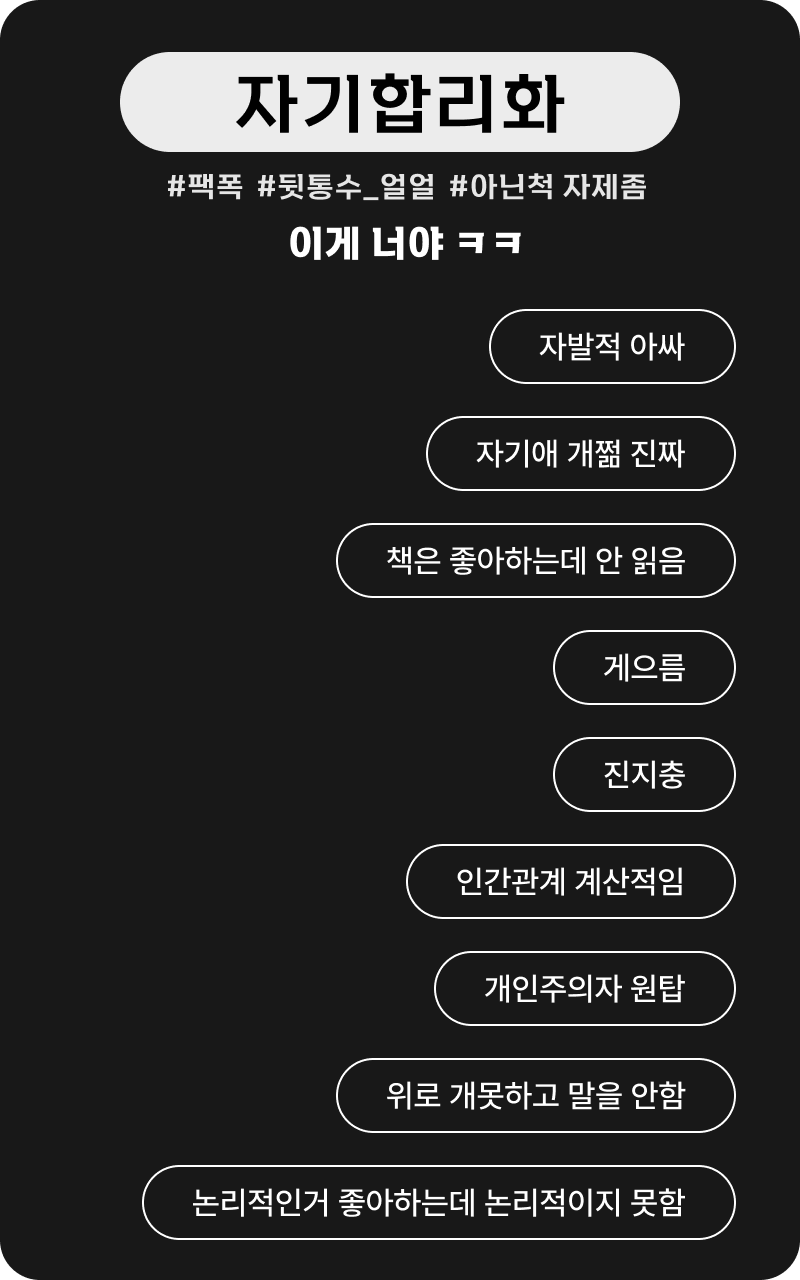 자기합리화
#팩폭 #뒷통수_얼얼 #아닌척 자제좀
이게 너야 ㅋㅋ
자발적 아싸
자기애 개쩖 진짜
책은 좋아하는데 안 읽음
게으름
진지충
인간관계 계산적임
개인주의자 원탑
위로 개못하고 말을 안함
논리적인거 좋아하는데 논리적이지 못함